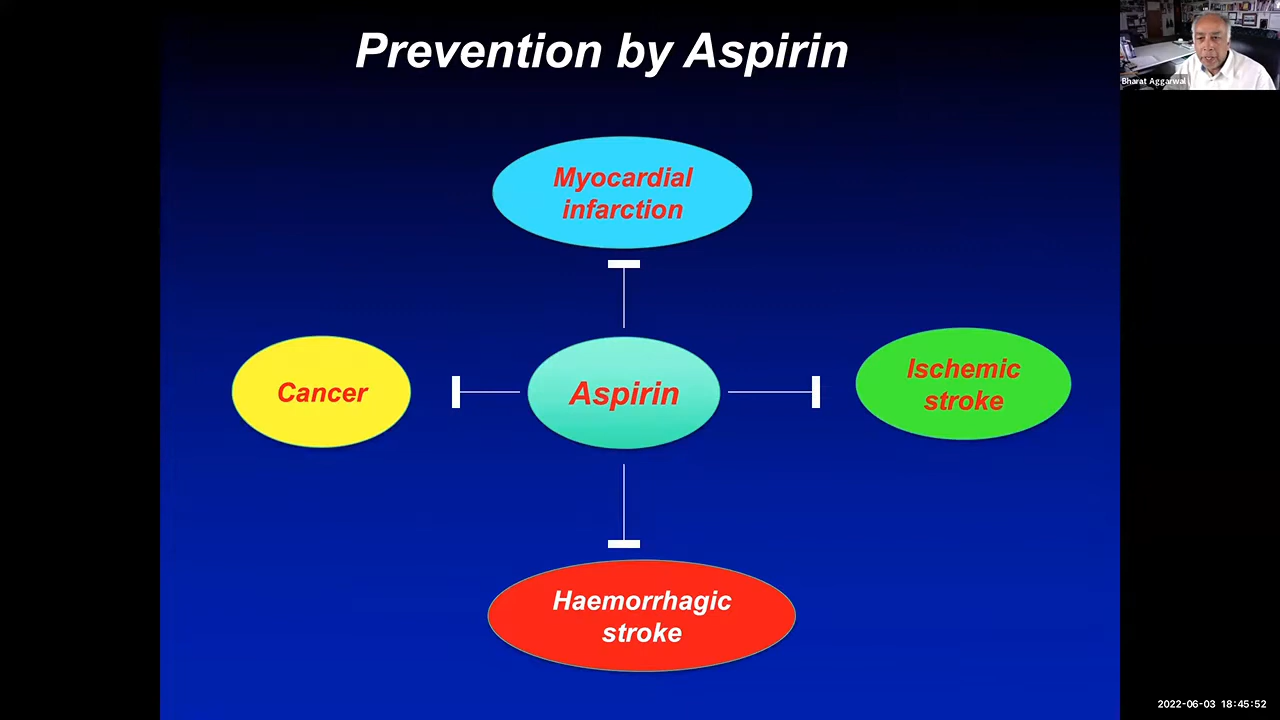 Prevention by Aspirin
Bharat Aggarwal
Myocardial
infarction
Cancer
Aspirin
Ischemic
stroke
Haemorrhagic
stroke
2022-06-03 18:45:52